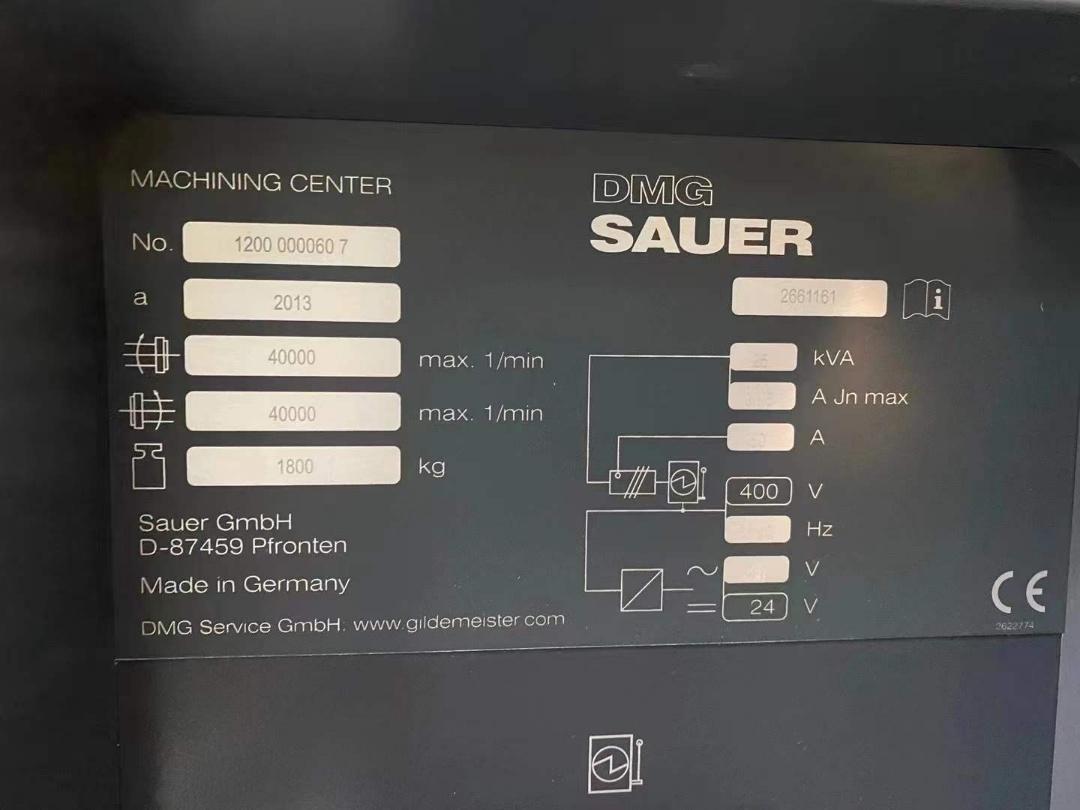 MACHINING CENTER
No. 1200 000060 7
a 2013
40000 max. 1/min
40000 max. 1/min
1800 kg
Sauer GmbH
D-87459 Pfronten
Made in Germany
DMG Service GmbH. www.gildemeister.com
DMG
SAUER
2661161
i
kVA
A Jn max
A
400 V
Hz
V
24 V
CE
2622774